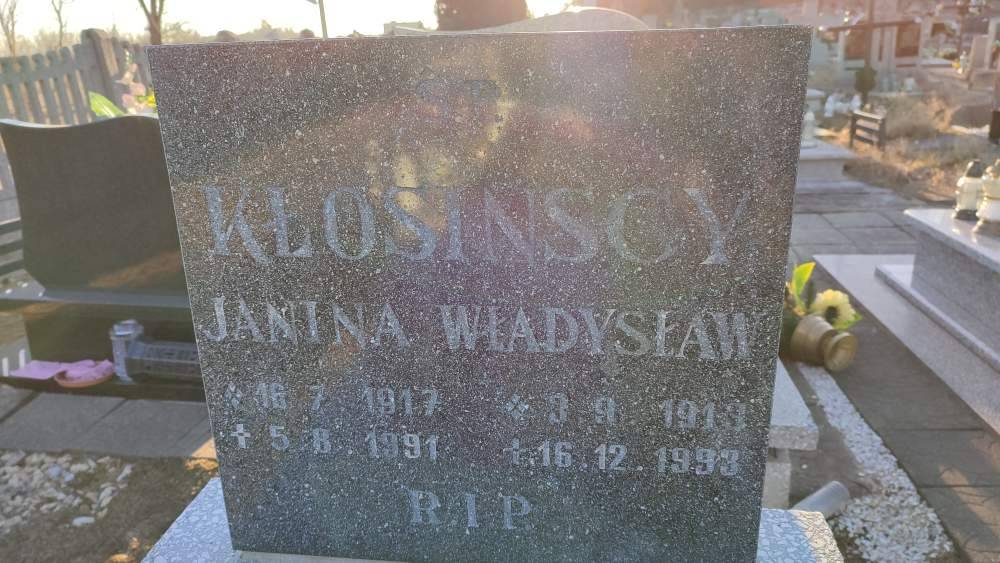 KŁOSIŃSCY
JANINA WŁADYSŁAW
16 7 1917 3 9 1913
5.8.1991 16.12.1993
R.I.P